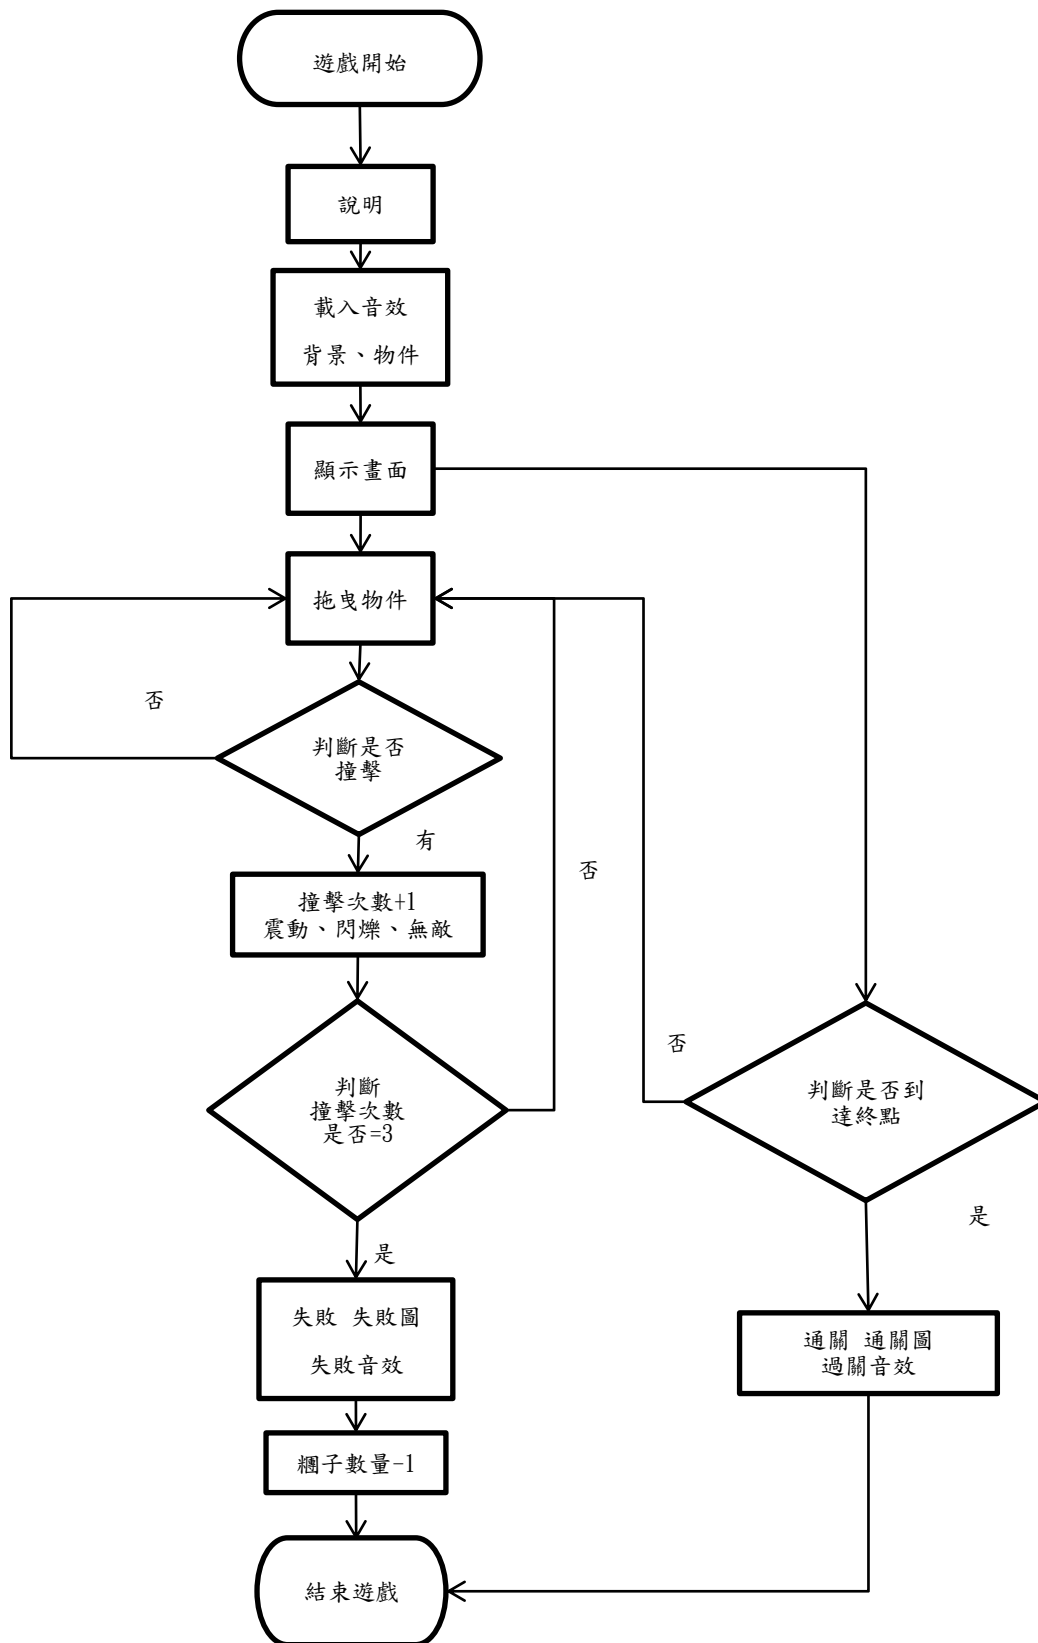 遊戲開始
說明
載入音效
背景、物件
顯示畫面
拖曳物件
否
判斷是否
撞擊
有
否
撞擊次數+1
震動、閃爍、無敵
否
判斷
撞擊次數
是否=3
判斷是否到
達終點
是
是
失敗 失敗圖
失敗音效
通關 通關圖
過關音效
糰子數量-1
結束遊戲